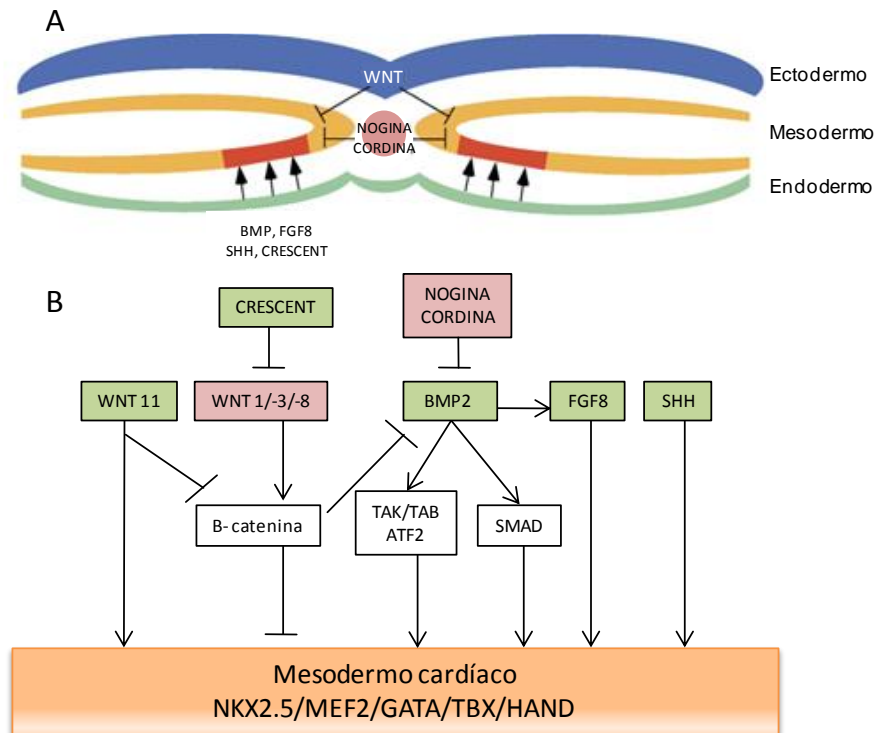 A
WNT
Ectodermo
NOGINA
CORDINA
Mesodermo
Endodermo
BMP, FGF8
SHH, CRESCENT
B
CRESCENT
NOGINA
CORDINA
WNT 11
WNT 1/-3/-8
BMP2
FGF8
SHH
B- catenina
TAK/TAB
ATF2
SMAD
Mesodermo cardíaco
NKX2.5/MEF2/GATA/TBX/HAND